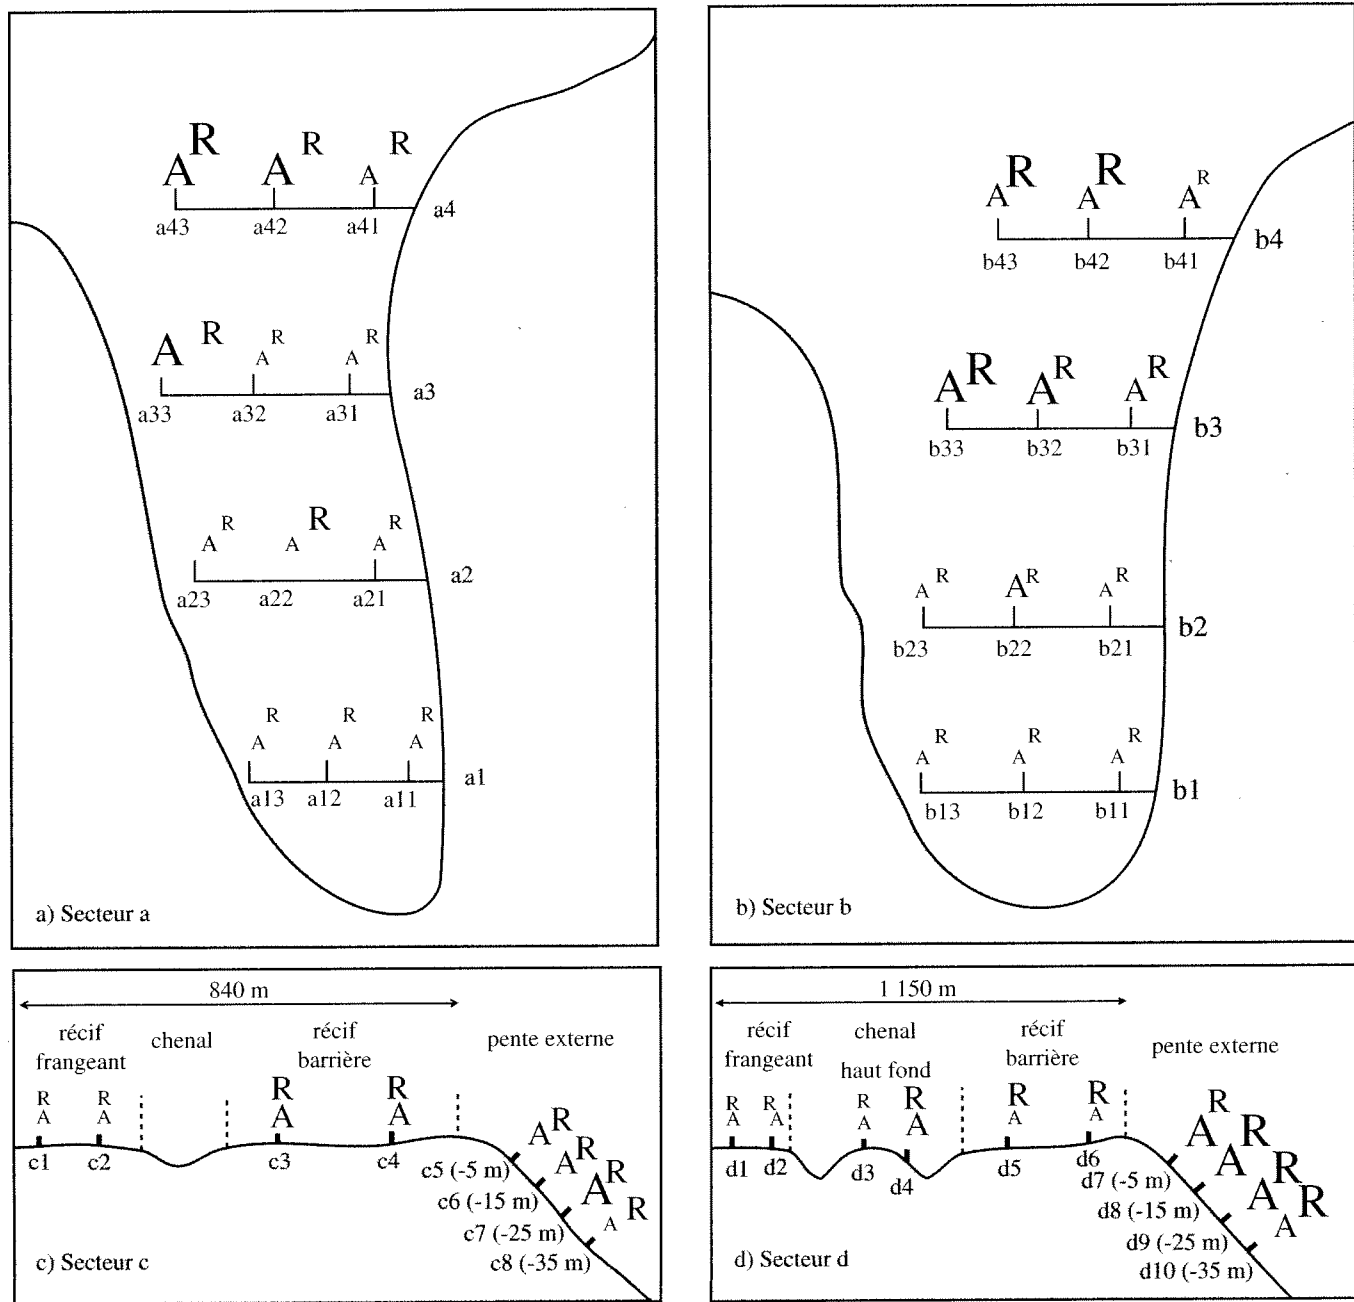 R R R
A A A
a43 a42 a41 a4
R R R
A A A
a33 a32 a31 a3
R R R
A A A
a23 a22 a21 a2
R R R
A A A
a13 a12 a11 a1
a) Secteur a
R R R
A A A
b43 b42 b41 b4
R R R
A A A
b33 b32 b31 b3
R R R
A A A
b23 b22 b21 b2
R R R
A A A
b13 b12 b11 b1
b) Secteur b
840 m
récif frangeant
chenal
récif barrière
pente externe
R R R R
A A A A
c1 c2 c3 c4
A R
c5 (-5 m)
A R
c6 (-15 m)
A R
c7 (-25 m)
A R
c8 (-35 m)
c) Secteur c
1 150 m
récif frangeant
chenal
haut fond
récif barrière
pente externe
R R R R R R
A A A A A A
d1 d2 d3 d4 d5 d6
A R
d7 (-5 m)
A R
d8 (-15 m)
A R
d9 (-25 m)
A R
d10 (-35 m)
d) Secteur d